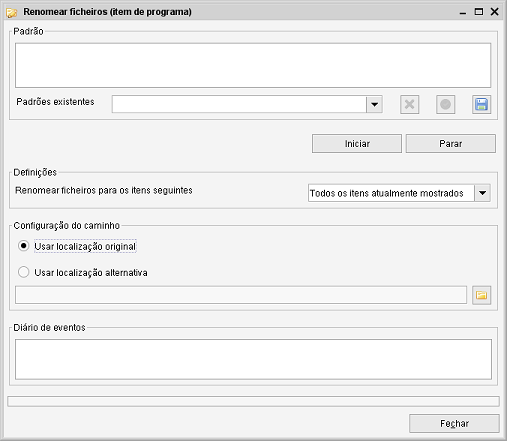 Renomear ficheiros (item de programa)
Padrão
Padrões existentes
Iniciar
Parar
Definições
Renomear ficheiros para os itens seguintes
Todos os itens atualmente mostrados
Configuração do caminho
Usar localização original
Usar localização alternativa
Diário de eventos
Fechar